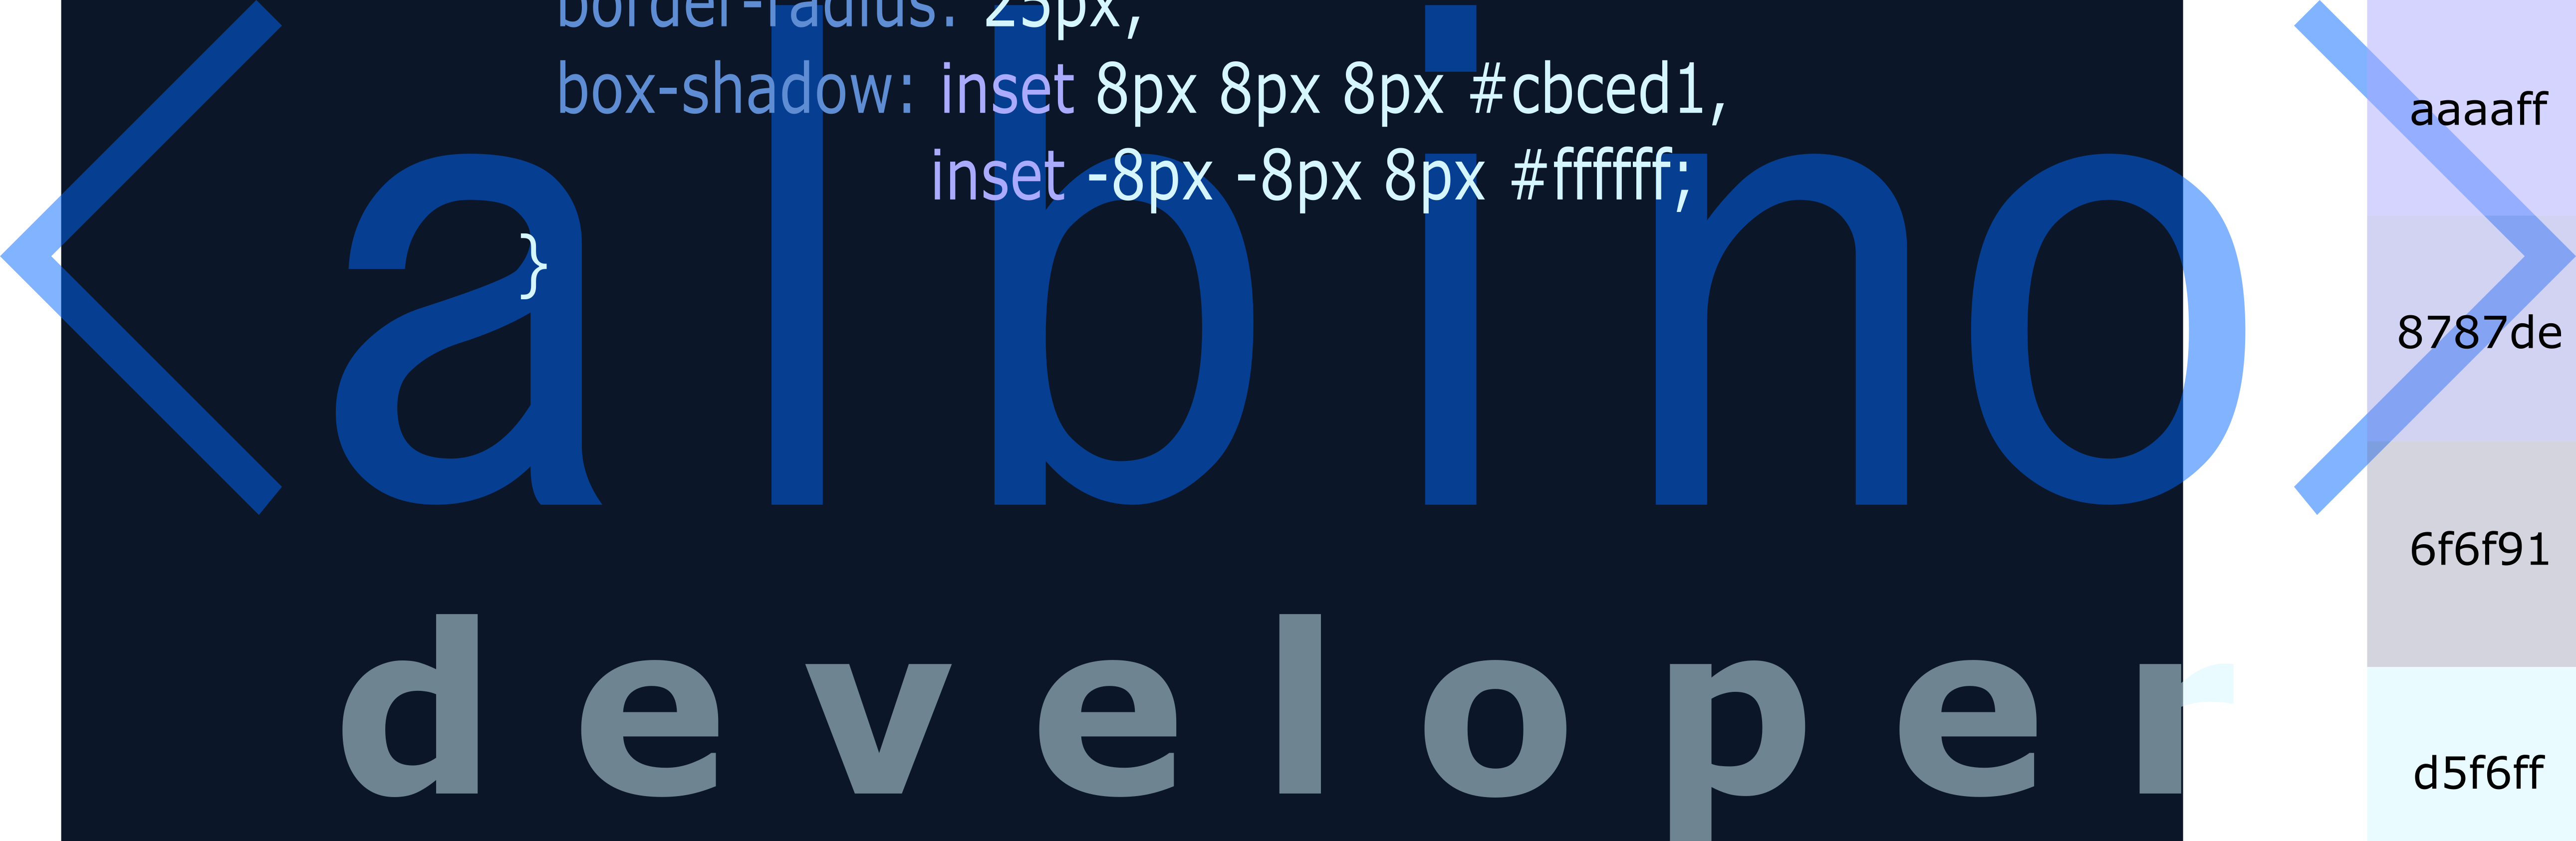 border-radius: 25px;
box-shadow: inset 8px 8px 8px #cbced1,
inset -8px -8px 8px #ffffff;
}
<albino>
developer
aaaaff
8787de
6f6f91
d5f6ff